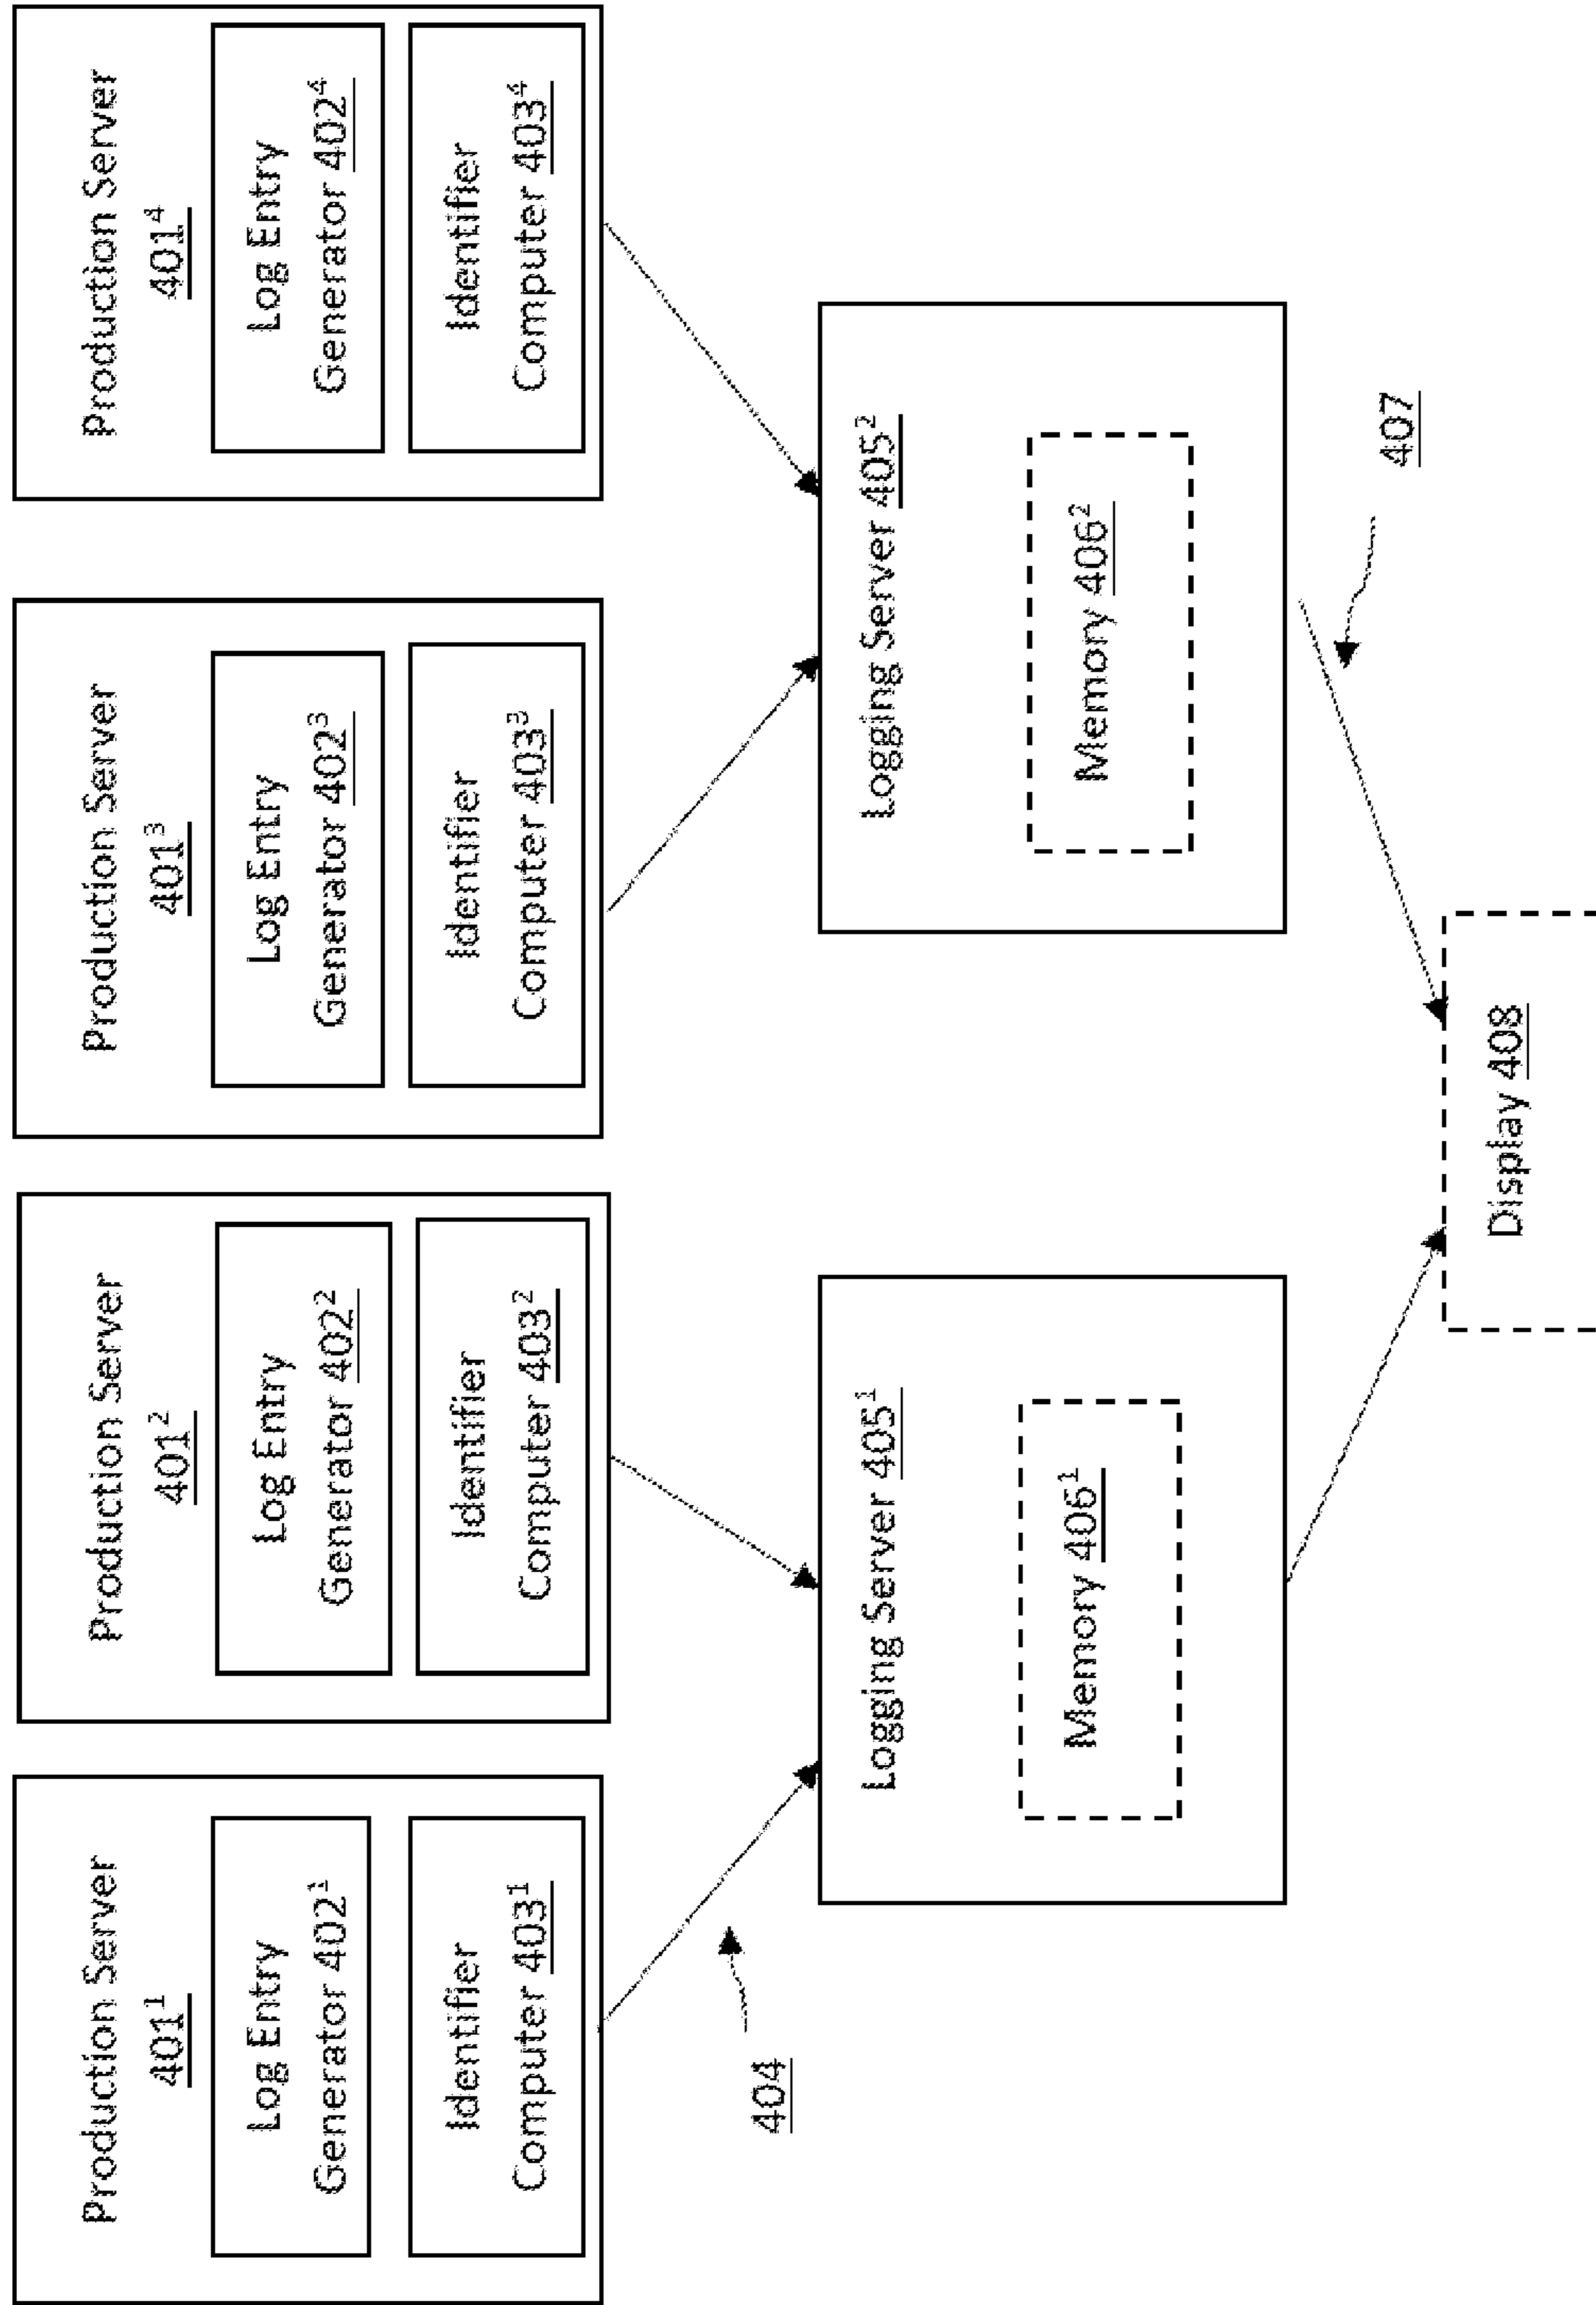 Production Server
401¹
Log Entry
Generator 402¹
Identifier
Computer 403¹
Production Server
401²
Log Entry
Generator 402²
Identifier
Computer 403²
Production Server
401³
Log Entry
Generator 402³
Identifier
Computer 403³
Production Server
401⁴
Log Entry
Generator 402⁴
Identifier
Computer 403⁴
404
Logging Server 405¹
Memory 406¹
Logging Server 405²
Memory 406²
407
Display 408